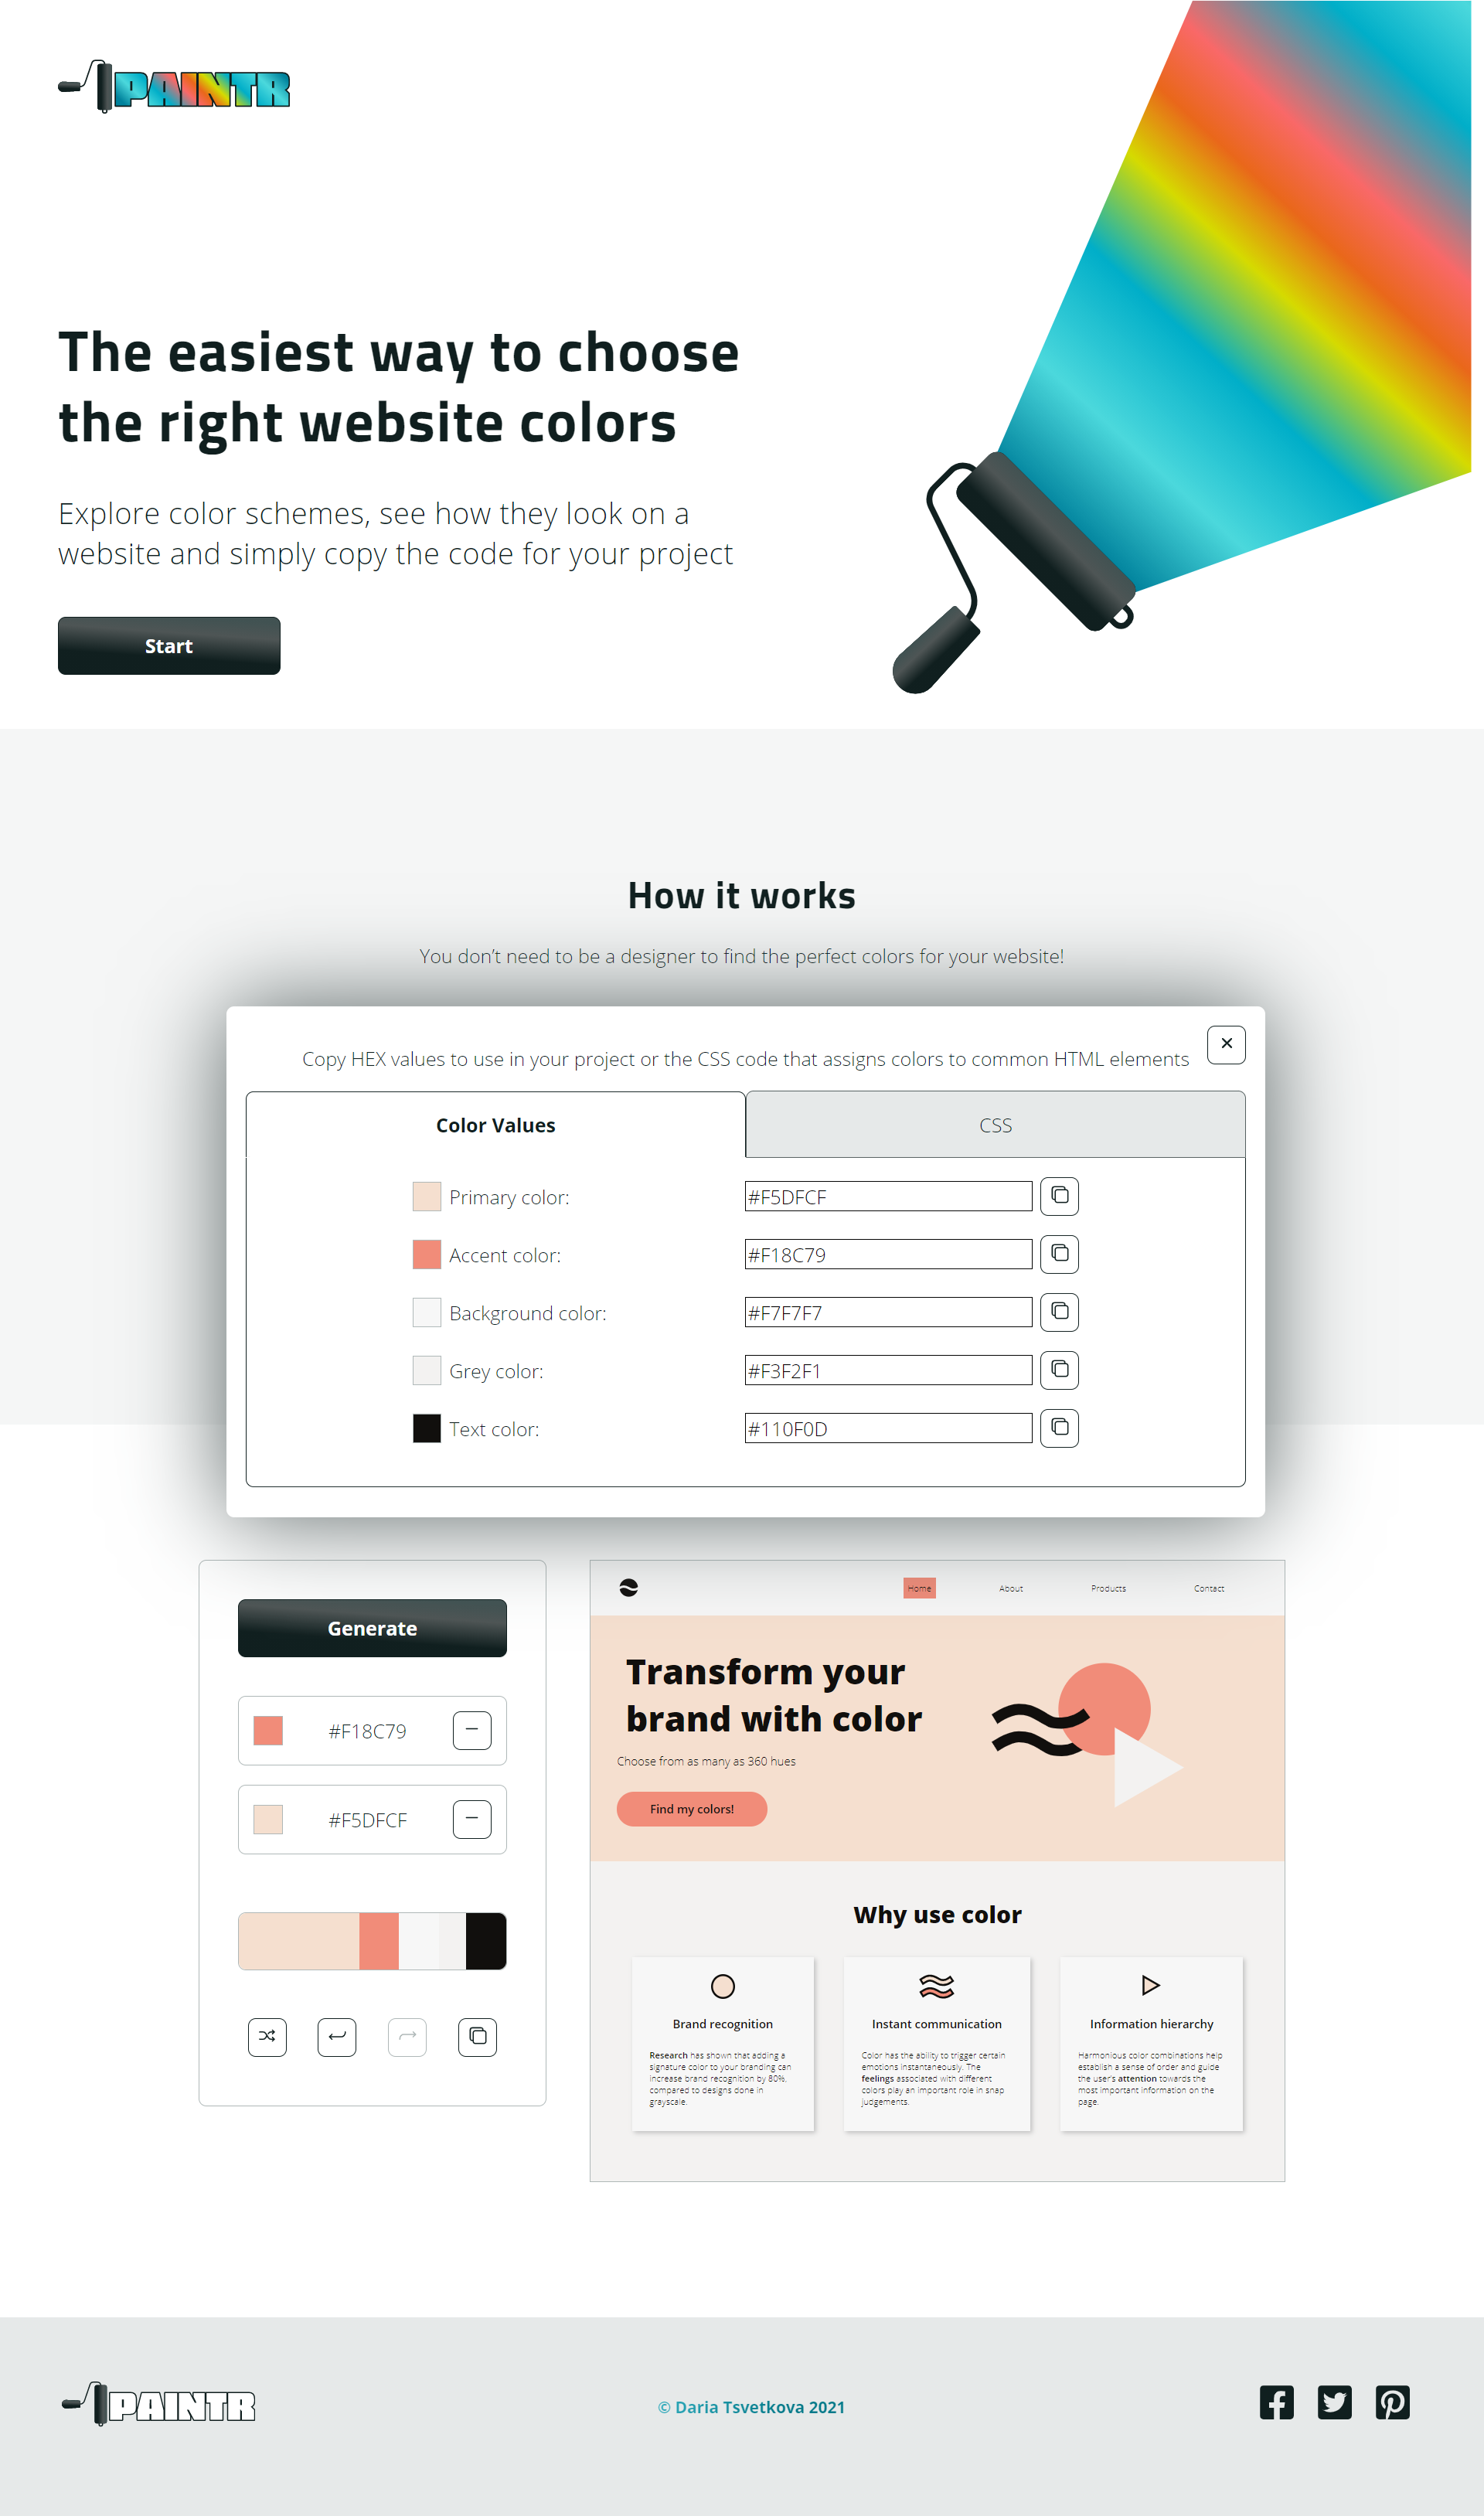 PAINTR
The easiest way to choose
the right website colors
Explore color schemes, see how they look on a
website and simply copy the code for your project
Start
How it works
You don’t need to be a designer to find the perfect colors for your website!
Copy HEX values to use in your project or the CSS code that assigns colors to common HTML elements
Color Values
CSS
Primary color:
#F5DFCF
Accent color:
#F18C79
Background color:
#F7F7F7
Grey color:
#F3F2F1
Text color:
#110F0D
Generate
#F18C79
#F5DFCF
Home
About
Products
Contact
Transform your
brand with color
Choose from as many as 360 hues
Find my colors!
Why use color
Brand recognition
Research has shown that adding a
signature color to your branding can
increase brand recognition by 80%,
compared to designs done in
grayscale.
Instant communication
Color has the ability to trigger certain
emotions instantaneously. The
feelings associated with different
colors play an important role in snap
judgements.
Information hierarchy
Harmonious color combinations help
establish a sense of order and guide
the user's attention towards the
most important information on the
page.
PAINTR
© Daria Tsvetkova 2021